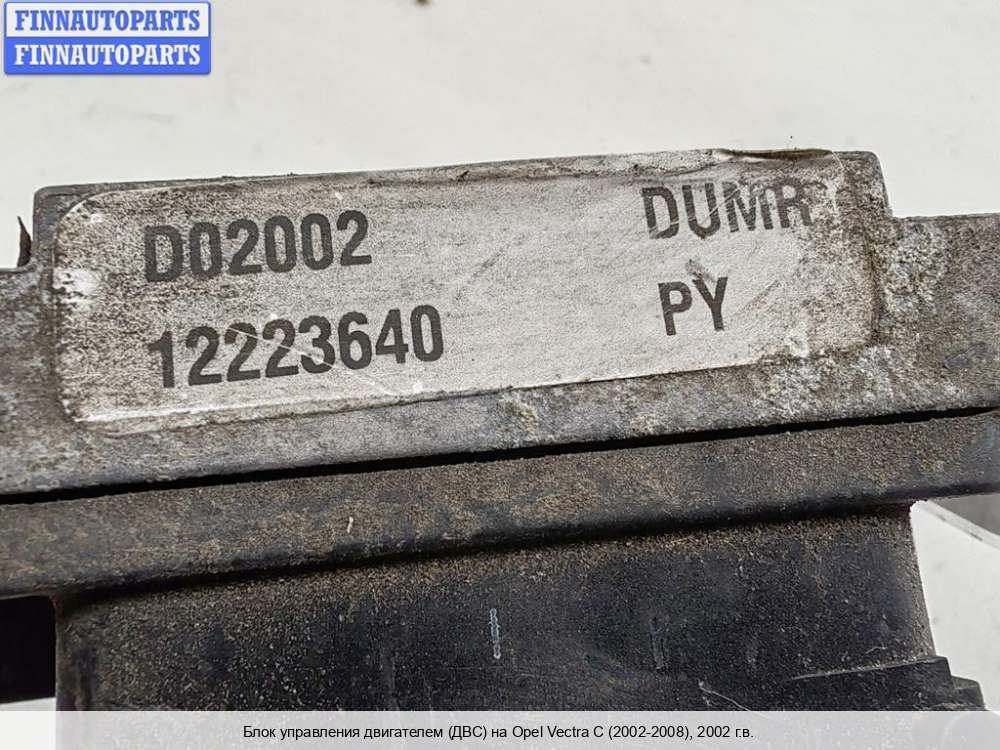 FINNAUTOPARTS
FINNAUTOPARTS
D02002 DUMR
12223640 PY
Блок управления двигателем (ДВС) на Opel Vectra C (2002-2008), 2002 г.в.